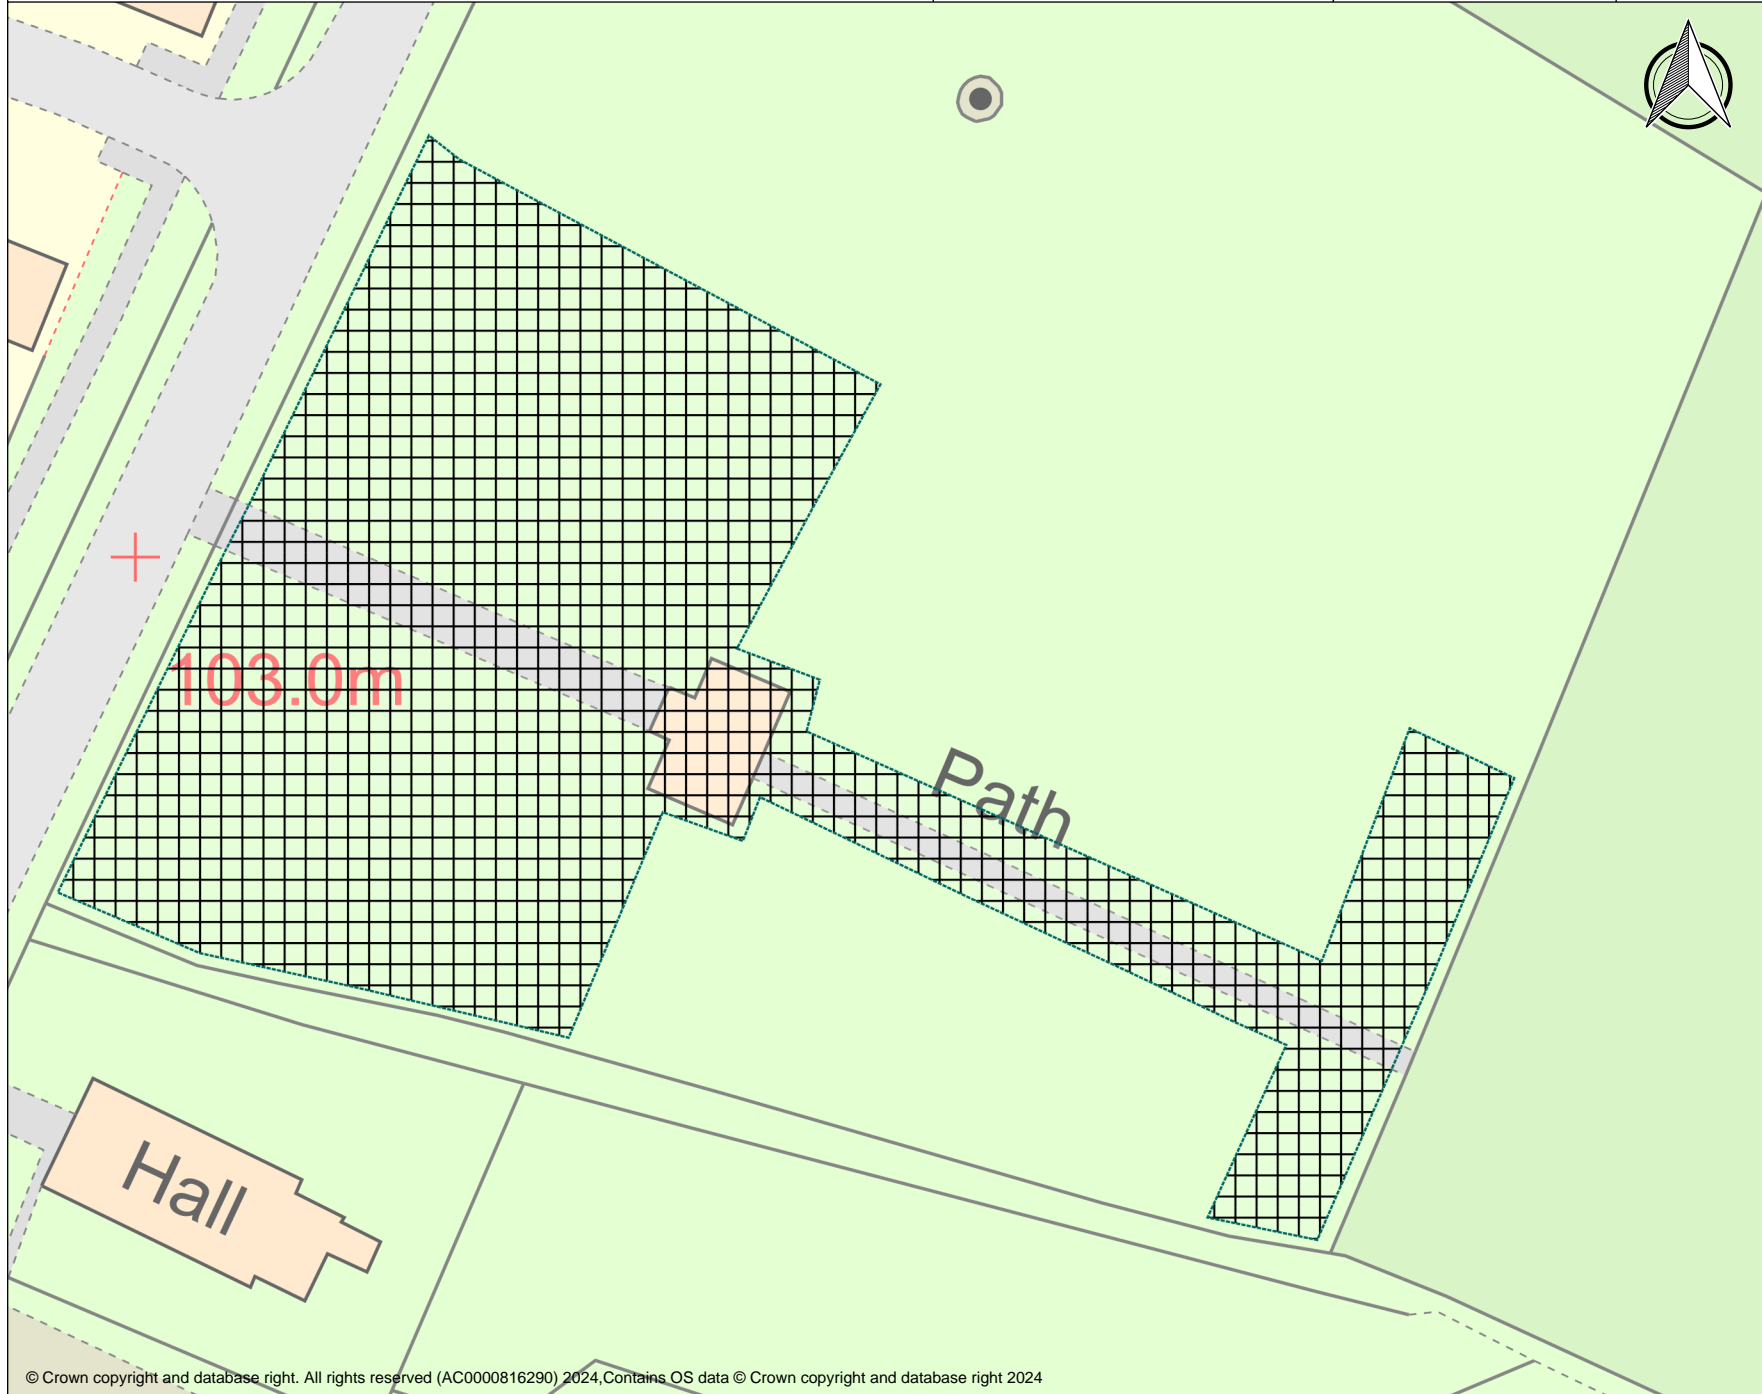 103.0m
Path
Hall
© Crown copyright and database right. All rights reserved (AC0000816290) 2024,Contains OS data © Crown copyright and database right 2024